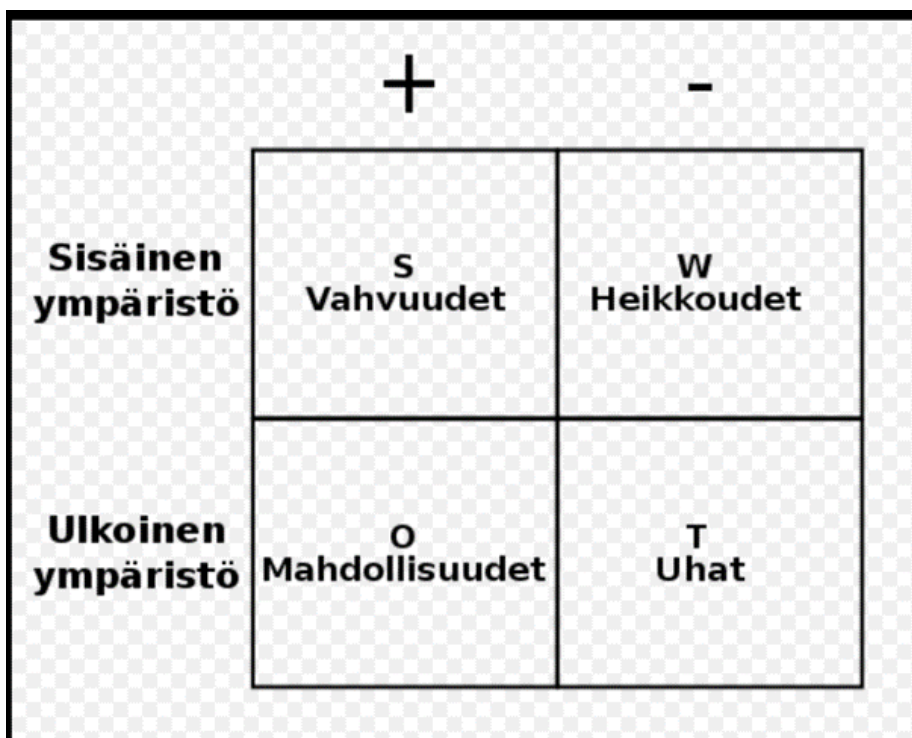 + -
Sisäinen
ympäristö
S
Vahvuudet
W
Heikkoudet
Ulkoinen
ympäristö
O
Mahdollisuudet
T
Uhat